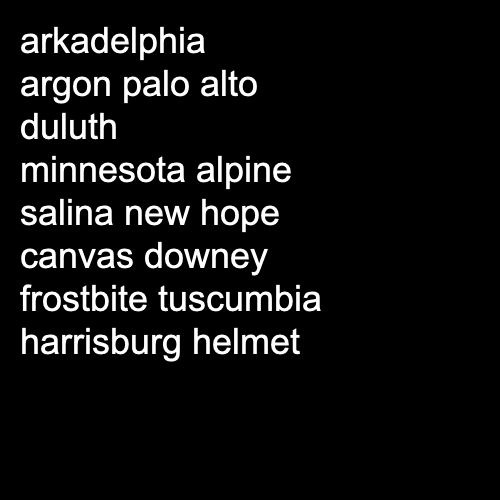 arkadelphia
argon palo alto
duluth
minnesota alpine
salina new hope
canvas downey
frostbite tuscumbia
harrisburg helmet